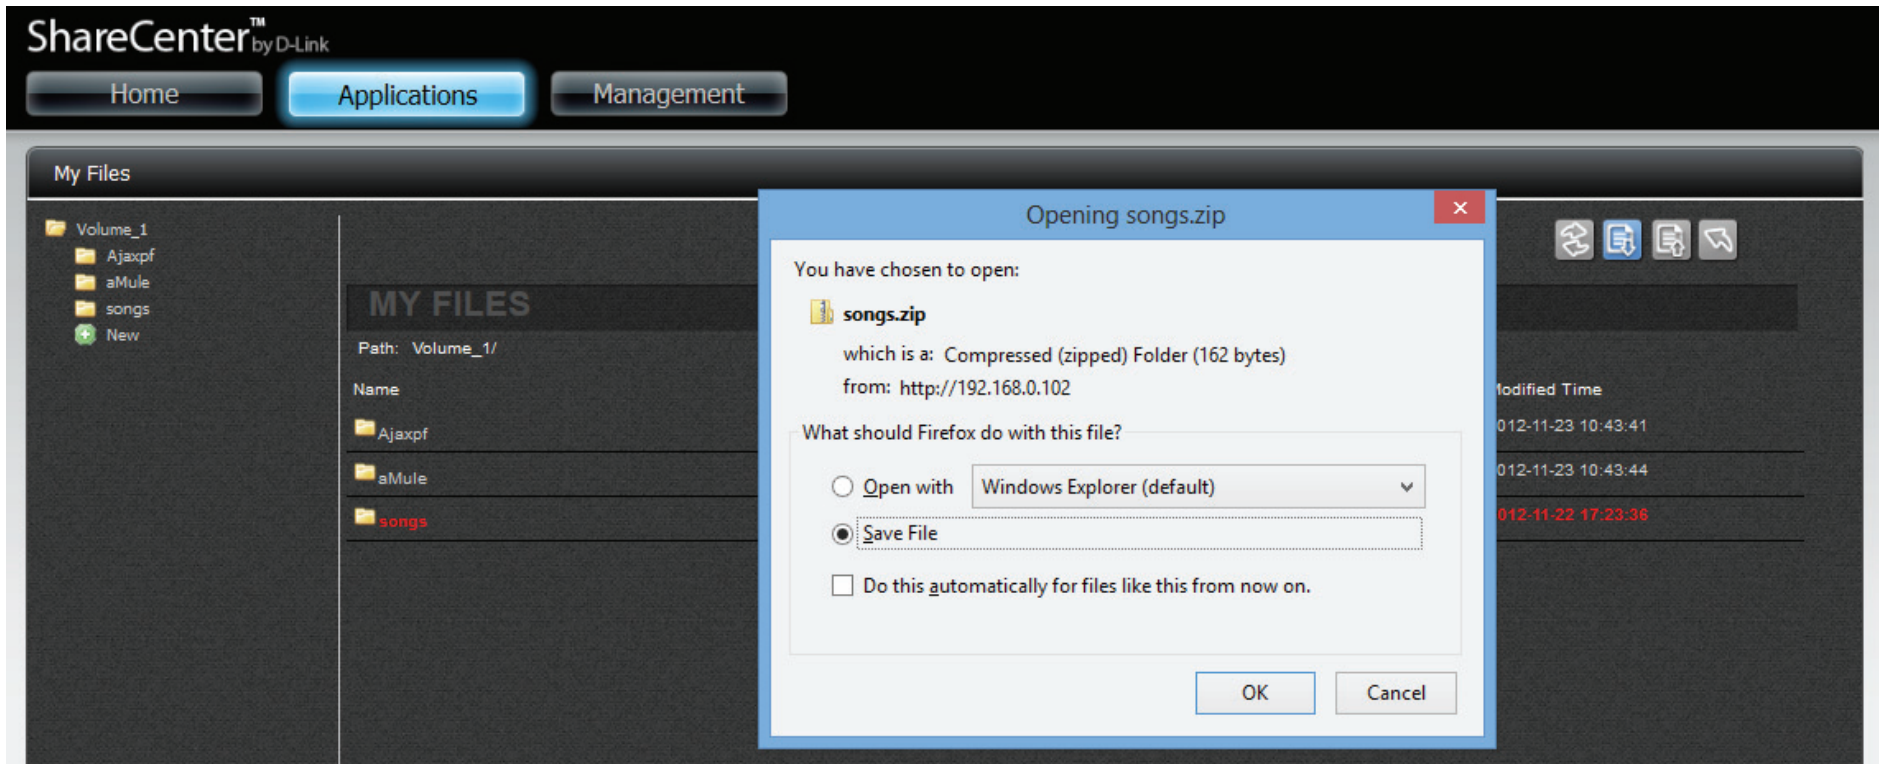 ShareCenter™ by D-Link
Home Applications Management
My Files
Volume_1
Ajaxpf
aMule
songs
New
MY FILES
Path: Volume_1/
Name
Ajaxpf
aMule
songs
Opening songs.zip
You have chosen to open:
songs.zip
which is a: Compressed (zipped) Folder (162 bytes)
from: http://192.168.0.102
What should Firefox do with this file?
Open with Windows Explorer (default)
Save File
Do this automatically for files like this from now on.
OK Cancel
Modified Time
012-11-23 10:43:41
012-11-23 10:43:44
012-11-22 17:23:36